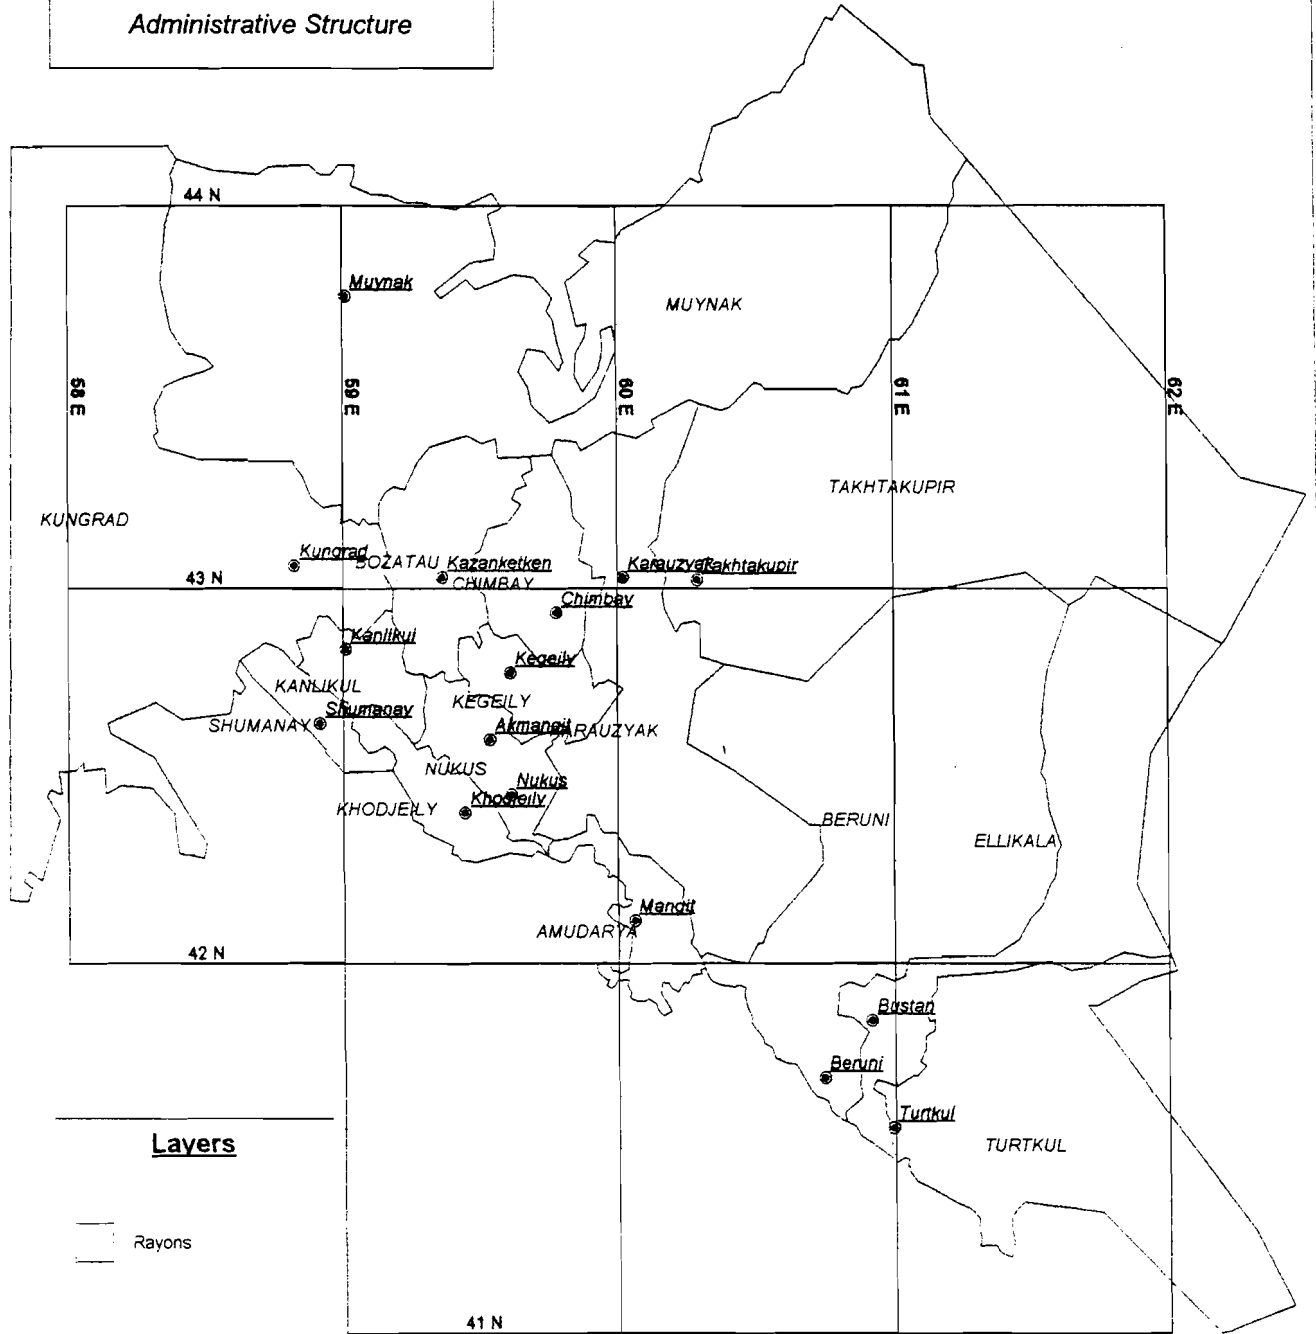 Administrative Structure
44 N
Muynak
MUYNAK
58 E
59 E
60 E
61 E
62 E
TAKHTAKUPIR
KUNGRAD
Kungrad
BOZATAU
Kazanketken
Karauzyak
Takhtakupir
43 N
CHIMBAY
Chimbay
Kanlikul
Kegeily
KANLIKUL
KEGEILY
Shumanay
SHUMANAY
Akmangit
KARAUZYAK
NUKUS
Nukus
Khodjeily
KHODJEILY
BERUNI
ELLIKALA
Mangit
AMUDARYA
42 N
Bustan
Beruni
Turtkul
Layers
TURTKUL
Rayons
41 N